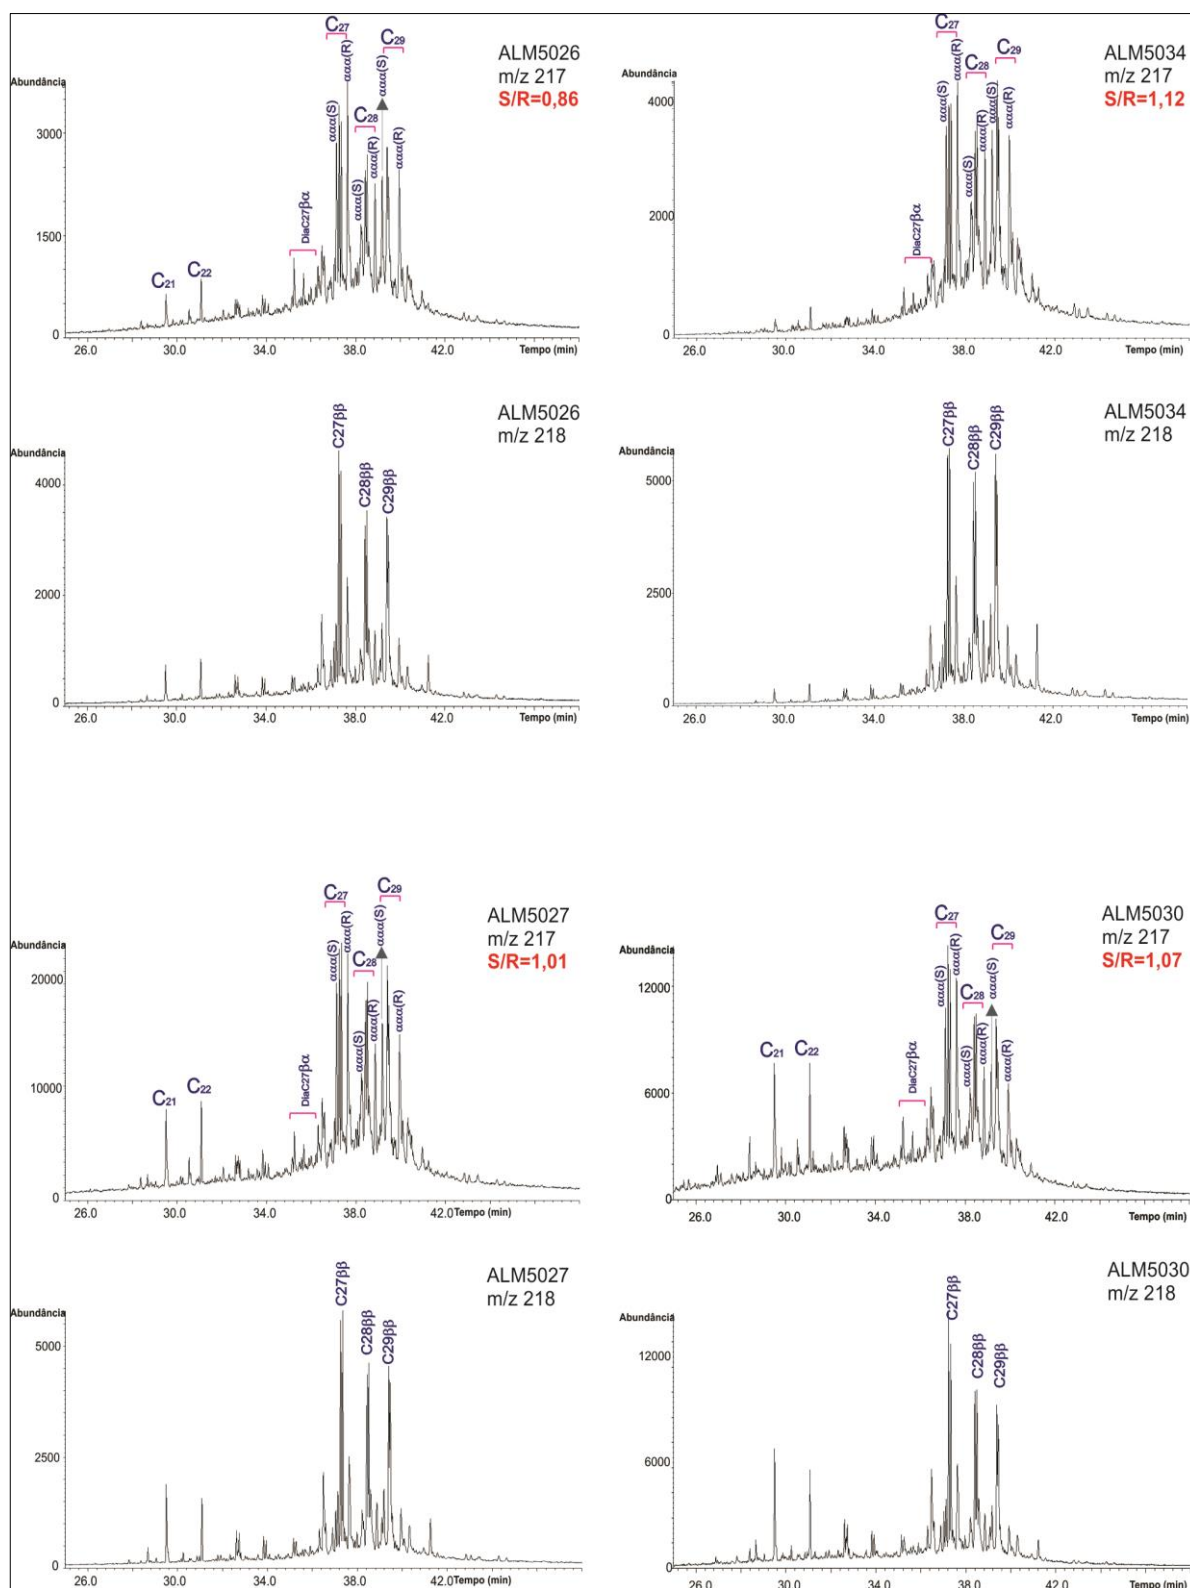 C27
C29
C28
ααα(S)
ααα(R)
ααα(S)
ααα(R)
ααα(S)
ααα(R)
DiaC27βα
C21
C22
ALM5026
m/z 217
S/R=0,86
Abundância
3000
1500
0
26.0 30.0 34.0 38.0 42.0 Tempo (min)
C27
C29
C28
ααα(S)
ααα(R)
ααα(S)
ααα(R)
ααα(S)
ααα(R)
DiaC27βα
ALM5034
m/z 217
S/R=1,12
Abundância
4000
2000
0
26.0 30.0 34.0 38.0 42.0 Tempo (min)
C27ββ
C28ββ
C29ββ
ALM5026
m/z 218
Abundância
4000
2000
0
26.0 30.0 34.0 38.0 42.0 Tempo (min)
C27ββ
C28ββ
C29ββ
ALM5034
m/z 218
Abundância
5000
2500
0
26.0 30.0 34.0 38.0 42.0 Tempo (min)
C27
C29
C28
ααα(S)
ααα(R)
ααα(S)
ααα(R)
ααα(S)
ααα(R)
DiaC27βα
C21
C22
ALM5027
m/z 217
S/R=1,01
Abundância
20000
10000
0
26.0 30.0 34.0 38.0 42.0 Tempo (min)
C27
C29
C28
ααα(S)
ααα(R)
ααα(S)
ααα(R)
ααα(S)
ααα(R)
DiaC27βα
C21
C22
ALM5030
m/z 217
S/R=1,07
Abundância
12000
6000
0
26.0 30.0 34.0 38.0 42.0 Tempo (min)
C27ββ
C28ββ
C29ββ
ALM5027
m/z 218
Abundância
5000
2500
0
26.0 30.0 34.0 38.0 42.0 Tempo (min)
C27ββ
C28ββ
C29ββ
ALM5030
m/z 218
Abundância
12000
6000
0
26.0 30.0 34.0 38.0 42.0 Tempo (min)